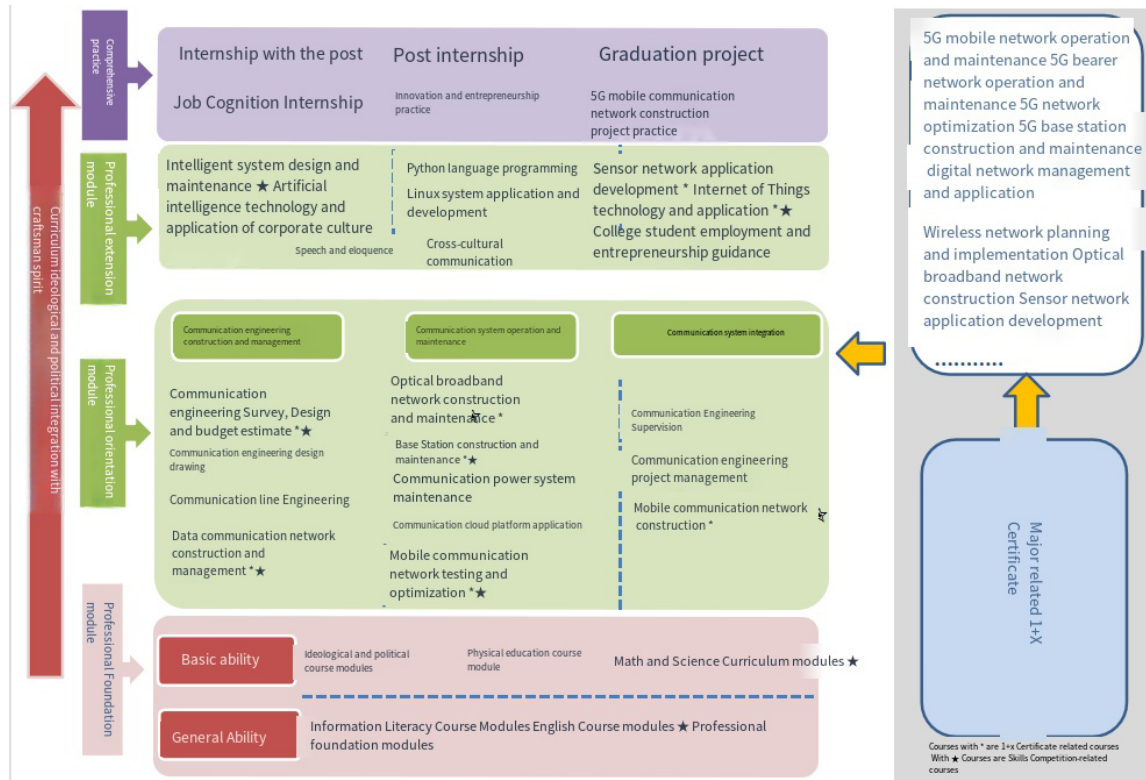 Curriculum ideological and political integration with
craftsman spirit
Comprehensive
practice
Internship with the post
Post internship
Graduation project
Job Cognition Internship
Innovation and entrepreneurship
practice
5G mobile communication
network construction
project practice
Professional extension
module
Intelligent system design and
maintenance ★ Artificial
intelligence technology and
application of corporate culture
Speech and eloquence
Python language programming
Linux system application and
development
Cross-cultural
communication
Sensor network application
development * Internet of Things
technology and application *★
College student employment and
entrepreneurship guidance
Professional orientation
module
Communication engineering
construction and management
Communication system operation and
maintenance
Communication system integration
Communication
engineering Survey, Design
and budget estimate *★
Communication engineering design
drawing
Communication line Engineering
Data communication network
construction and
management *★
Optical broadband
network construction
and maintenance *
★
Base Station construction and
maintenance *★
Communication power system
maintenance
Communication cloud platform application
Mobile communication
network testing and
optimization *★
Communication Engineering
Supervision
Communication engineering
project management
Mobile communication network
construction *
★
Professional Foundation
module
Basic ability
Ideological and political
course modules
Physical education course
module
Math and Science Curriculum modules ★
General Ability
Information Literacy Course Modules English Course modules ★ Professional
foundation modules
5G mobile network operation
and maintenance 5G bearer
network operation and
maintenance 5G network
optimization 5G base station
construction and maintenance
digital network management
and application
Wireless network planning
and implementation Optical
broadband network
construction Sensor network
application development
...........
Major related 1+X
Certificate
Courses with * are 1+x Certificate related courses
With ★ Courses are Skills Competition-related
courses